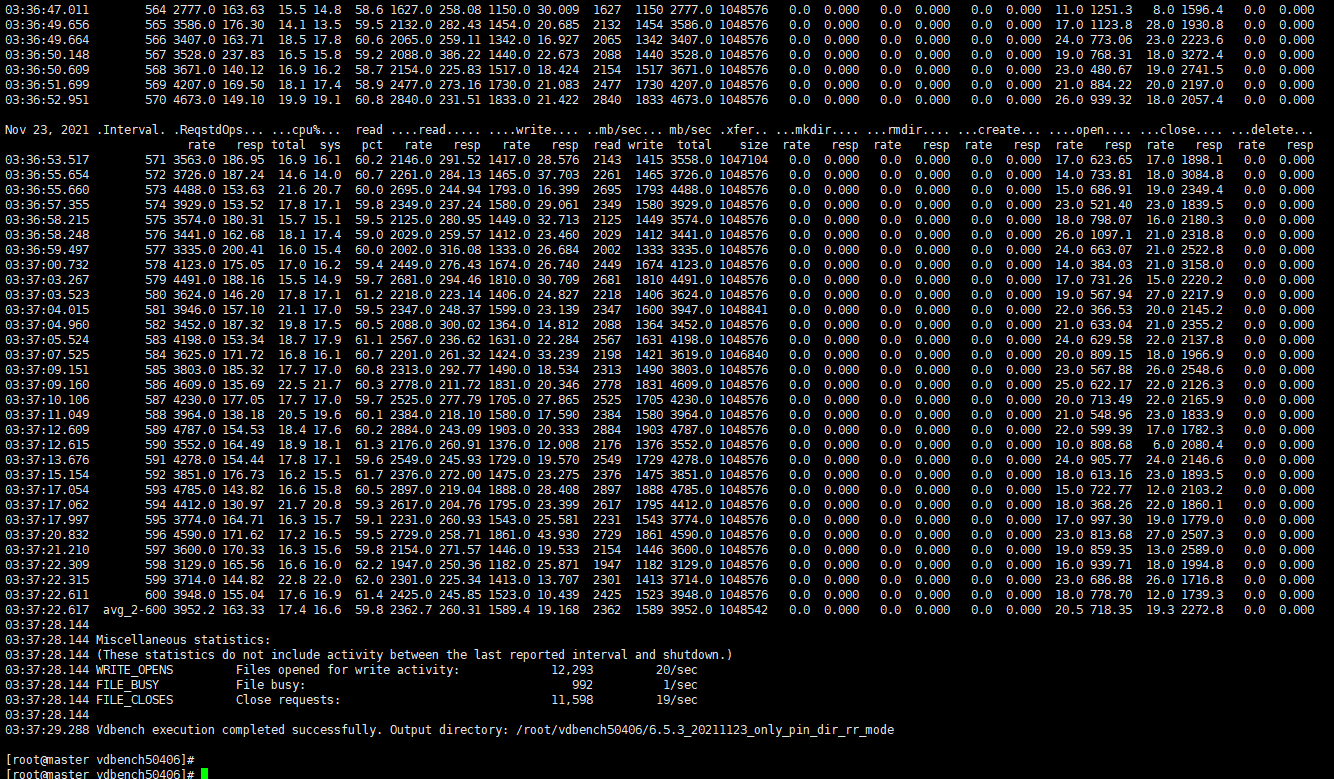 03:36:47.011 564 2777.0 163.63 15.5 14.8 58.6 1627.0 258.08 1150.0 30.009 1627 1150 2777.0 1048576 0.0 0.000 0.0 0.000 0.0 0.000 11.0 1251.3 8.0 1596.4 0.0 0.000
03:36:49.656 565 3586.0 176.30 14.1 13.5 59.5 2132.0 282.43 1454.0 20.685 2132 1454 3586.0 1048576 0.0 0.000 0.0 0.000 0.0 0.000 17.0 1123.8 28.0 1930.8 0.0 0.000
03:36:49.664 566 3407.0 163.71 18.5 17.8 60.6 2065.0 259.11 1342.0 16.927 2065 1342 3407.0 1048576 0.0 0.000 0.0 0.000 0.0 0.000 24.0 773.06 23.0 2223.6 0.0 0.000
03:36:50.148 567 3528.0 237.83 16.5 15.8 59.2 2088.0 386.22 1440.0 22.673 2088 1440 3528.0 1048576 0.0 0.000 0.0 0.000 0.0 0.000 19.0 768.31 18.0 3272.4 0.0 0.000
03:36:50.609 568 3671.0 140.12 16.9 16.2 58.7 2154.0 225.83 1517.0 18.424 2154 1517 3671.0 1048576 0.0 0.000 0.0 0.000 0.0 0.000 23.0 480.67 19.0 2741.5 0.0 0.000
03:36:51.699 569 4207.0 169.50 18.1 17.4 58.9 2477.0 273.16 1730.0 21.083 2477 1730 4207.0 1048576 0.0 0.000 0.0 0.000 0.0 0.000 21.0 884.22 20.0 2197.0 0.0 0.000
03:36:52.951 570 4673.0 149.10 19.9 19.1 60.8 2840.0 231.51 1833.0 21.422 2840 1833 4673.0 1048576 0.0 0.000 0.0 0.000 0.0 0.000 26.0 939.32 18.0 2057.4 0.0 0.000
Nov 23, 2021 .Interval. .ReqstdOps... ...cpu%... read ....read..... ....write.... ..mb/sec... mb/sec .xfer.. ...mkdir.... ...rmdir.... ...create... ....open.... ...close.... ...delete...
rate resp total sys pct rate resp rate resp read write total size rate resp rate resp rate resp rate resp rate resp rate resp
03:36:53.517 571 3563.0 186.95 16.9 16.1 60.2 2146.0 291.52 1417.0 28.576 2143 1415 3558.0 1047104 0.0 0.000 0.0 0.000 0.0 0.000 17.0 623.65 17.0 1898.1 0.0 0.000
03:36:55.654 572 3726.0 187.24 14.6 14.0 60.7 2261.0 284.13 1465.0 37.703 2261 1465 3726.0 1048576 0.0 0.000 0.0 0.000 0.0 0.000 14.0 733.81 18.0 3084.8 0.0 0.000
03:36:55.660 573 4488.0 153.63 21.6 20.7 60.0 2695.0 244.94 1793.0 16.399 2695 1793 4488.0 1048576 0.0 0.000 0.0 0.000 0.0 0.000 15.0 686.91 19.0 2349.4 0.0 0.000
03:36:57.355 574 3929.0 153.52 17.8 17.1 59.8 2349.0 237.24 1580.0 29.061 2349 1580 3929.0 1048576 0.0 0.000 0.0 0.000 0.0 0.000 23.0 521.40 23.0 1839.5 0.0 0.000
03:36:58.215 575 3574.0 180.31 15.7 15.1 59.5 2125.0 280.95 1449.0 32.713 2125 1449 3574.0 1048576 0.0 0.000 0.0 0.000 0.0 0.000 18.0 798.07 16.0 2180.3 0.0 0.000
03:36:58.248 576 3441.0 162.68 18.1 17.4 59.0 2029.0 259.57 1412.0 23.460 2029 1412 3441.0 1048576 0.0 0.000 0.0 0.000 0.0 0.000 26.0 1097.1 21.0 2318.8 0.0 0.000
03:36:59.497 577 3335.0 200.41 16.0 15.4 60.0 2002.0 316.08 1333.0 26.684 2002 1333 3335.0 1048576 0.0 0.000 0.0 0.000 0.0 0.000 24.0 663.07 21.0 2522.8 0.0 0.000
03:37:00.732 578 4123.0 175.05 17.0 16.2 59.4 2449.0 276.43 1674.0 26.740 2449 1674 4123.0 1048576 0.0 0.000 0.0 0.000 0.0 0.000 14.0 384.03 21.0 3158.0 0.0 0.000
03:37:03.267 579 4491.0 188.16 15.5 14.9 59.7 2681.0 294.46 1810.0 30.709 2681 1810 4491.0 1048576 0.0 0.000 0.0 0.000 0.0 0.000 17.0 731.26 15.0 2220.2 0.0 0.000
03:37:03.523 580 3624.0 146.20 17.8 17.1 61.2 2218.0 223.14 1406.0 24.827 2218 1406 3624.0 1048576 0.0 0.000 0.0 0.000 0.0 0.000 19.0 567.94 27.0 2217.9 0.0 0.000
03:37:04.015 581 3946.0 157.10 21.1 17.0 59.5 2347.0 248.37 1599.0 23.139 2347 1600 3947.0 1048841 0.0 0.000 0.0 0.000 0.0 0.000 22.0 366.53 20.0 2145.2 0.0 0.000
03:37:04.960 582 3452.0 187.32 19.8 17.5 60.5 2088.0 300.02 1364.0 14.812 2088 1364 3452.0 1048576 0.0 0.000 0.0 0.000 0.0 0.000 21.0 633.04 21.0 2355.2 0.0 0.000
03:37:05.524 583 4198.0 153.34 18.7 17.9 61.1 2567.0 236.62 1631.0 22.284 2567 1631 4198.0 1048576 0.0 0.000 0.0 0.000 0.0 0.000 24.0 629.58 22.0 2137.8 0.0 0.000
03:37:07.525 584 3625.0 171.72 16.8 16.1 60.7 2201.0 261.32 1424.0 33.239 2198 1421 3619.0 1046840 0.0 0.000 0.0 0.000 0.0 0.000 20.0 809.15 18.0 1966.9 0.0 0.000
03:37:09.151 585 3803.0 185.32 17.7 17.0 60.8 2313.0 292.77 1490.0 18.534 2313 1490 3803.0 1048576 0.0 0.000 0.0 0.000 0.0 0.000 23.0 567.88 26.0 2548.6 0.0 0.000
03:37:09.160 586 4609.0 135.69 22.5 21.7 60.3 2778.0 211.72 1831.0 20.346 2778 1831 4609.0 1048576 0.0 0.000 0.0 0.000 0.0 0.000 25.0 622.17 22.0 2126.3 0.0 0.000
03:37:10.106 587 4230.0 177.05 17.7 17.0 59.7 2525.0 277.79 1705.0 27.865 2525 1705 4230.0 1048576 0.0 0.000 0.0 0.000 0.0 0.000 20.0 713.49 22.0 2165.9 0.0 0.000
03:37:11.049 588 3964.0 138.18 20.5 19.6 60.1 2384.0 218.10 1580.0 17.590 2384 1580 3964.0 1048576 0.0 0.000 0.0 0.000 0.0 0.000 21.0 548.96 23.0 1833.9 0.0 0.000
03:37:12.609 589 4787.0 154.53 18.4 17.6 60.2 2884.0 243.09 1903.0 20.333 2884 1903 4787.0 1048576 0.0 0.000 0.0 0.000 0.0 0.000 22.0 599.39 17.0 1782.3 0.0 0.000
03:37:12.615 590 3552.0 164.49 18.9 18.1 61.3 2176.0 260.91 1376.0 12.008 2176 1376 3552.0 1048576 0.0 0.000 0.0 0.000 0.0 0.000 10.0 808.68 6.0 2080.4 0.0 0.000
03:37:13.676 591 4278.0 154.44 17.8 17.1 59.6 2549.0 245.93 1729.0 19.570 2549 1729 4278.0 1048576 0.0 0.000 0.0 0.000 0.0 0.000 24.0 905.77 24.0 2146.6 0.0 0.000
03:37:15.154 592 3851.0 176.73 16.2 15.5 61.7 2376.0 272.00 1475.0 23.275 2376 1475 3851.0 1048576 0.0 0.000 0.0 0.000 0.0 0.000 18.0 613.16 23.0 1893.5 0.0 0.000
03:37:17.054 593 4785.0 143.82 16.6 15.8 60.5 2897.0 219.04 1888.0 28.408 2897 1888 4785.0 1048576 0.0 0.000 0.0 0.000 0.0 0.000 15.0 722.77 12.0 2103.2 0.0 0.000
03:37:17.062 594 4412.0 130.97 21.7 20.8 59.3 2617.0 204.76 1795.0 23.399 2617 1795 4412.0 1048576 0.0 0.000 0.0 0.000 0.0 0.000 18.0 368.26 22.0 1860.1 0.0 0.000
03:37:17.997 595 3774.0 164.71 16.3 15.7 59.1 2231.0 260.93 1543.0 25.581 2231 1543 3774.0 1048576 0.0 0.000 0.0 0.000 0.0 0.000 17.0 997.30 19.0 1779.0 0.0 0.000
03:37:20.832 596 4590.0 171.62 17.2 16.5 59.5 2729.0 258.71 1861.0 43.930 2729 1861 4590.0 1048576 0.0 0.000 0.0 0.000 0.0 0.000 23.0 813.68 27.0 2507.3 0.0 0.000
03:37:21.210 597 3600.0 170.33 16.3 15.6 59.8 2154.0 271.57 1446.0 19.533 2154 1446 3600.0 1048576 0.0 0.000 0.0 0.000 0.0 0.000 19.0 859.35 13.0 2589.0 0.0 0.000
03:37:22.309 598 3129.0 165.56 16.6 16.0 62.2 1947.0 250.36 1182.0 25.871 1947 1182 3129.0 1048576 0.0 0.000 0.0 0.000 0.0 0.000 16.0 939.71 18.0 1994.8 0.0 0.000
03:37:22.315 599 3714.0 144.82 22.8 22.0 62.0 2301.0 225.34 1413.0 13.707 2301 1413 3714.0 1048576 0.0 0.000 0.0 0.000 0.0 0.000 23.0 686.88 26.0 1716.8 0.0 0.000
03:37:22.611 600 3948.0 155.04 17.6 16.9 61.4 2425.0 245.85 1523.0 10.439 2425 1523 3948.0 1048576 0.0 0.000 0.0 0.000 0.0 0.000 18.0 778.70 12.0 1739.3 0.0 0.000
03:37:22.617 avg_2-600 3952.2 163.33 17.4 16.6 59.8 2362.7 260.31 1589.4 19.168 2362 1589 3952.0 1048542 0.0 0.000 0.0 0.000 0.0 0.000 20.5 718.35 19.3 2272.8 0.0 0.000
03:37:28.144
03:37:28.144 Miscellaneous statistics:
03:37:28.144 (These statistics do not include activity between the last reported interval and shutdown.)
03:37:28.144 WRITE_OPENS Files opened for write activity: 12,293 20/sec
03:37:28.144 FILE_BUSY File busy: 992 1/sec
03:37:28.144 FILE_CLOSES Close requests: 11,598 19/sec
03:37:28.144
03:37:29.288 Vdbench execution completed successfully. Output directory: /root/vdbench50406/6.5.3_20211123_only_pin_dir_rr_mode
[root@master vdbench50406]#
[root@master vdbench50406]#